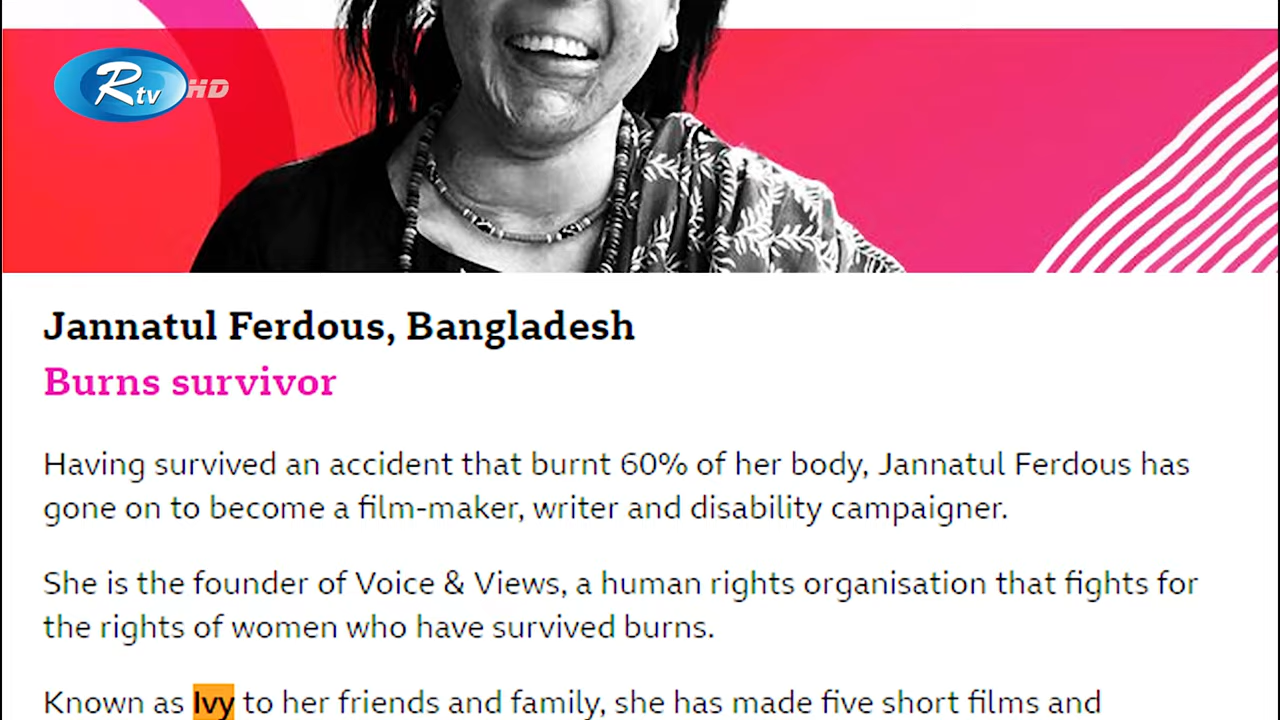 Rtv HD
Jannatul Ferdous, Bangladesh
Burns survivor
Having survived an accident that burnt 60% of her body, Jannatul Ferdous has
gone on to become a film-maker, writer and disability campaigner.
She is the founder of Voice & Views, a human rights organisation that fights for
the rights of women who have survived burns.
Known as Ivy to her friends and family, she has made five short films and